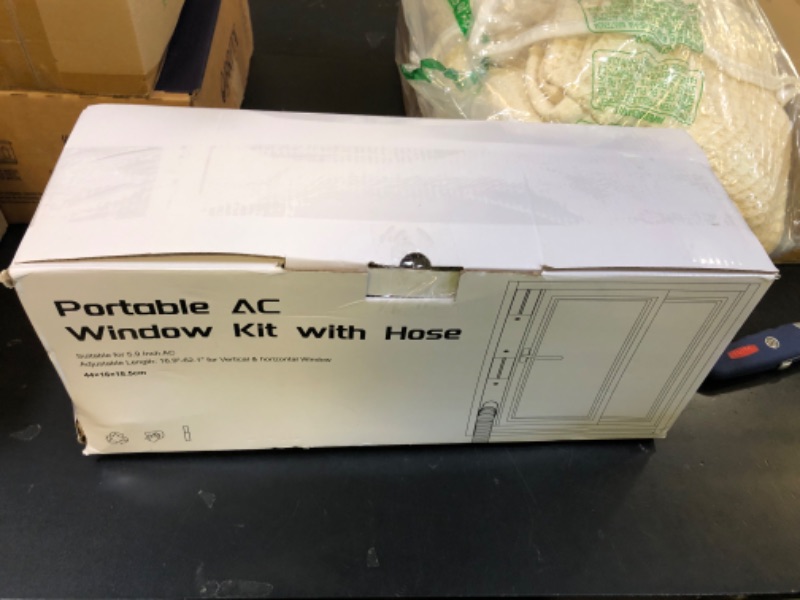 Portable AC
Window Kit with Hose
Suitable for 5.9 Inch AC
Adjustable Length: 16.9"-62.1" for Vertical & horizontal Window
44×16×16.5cm